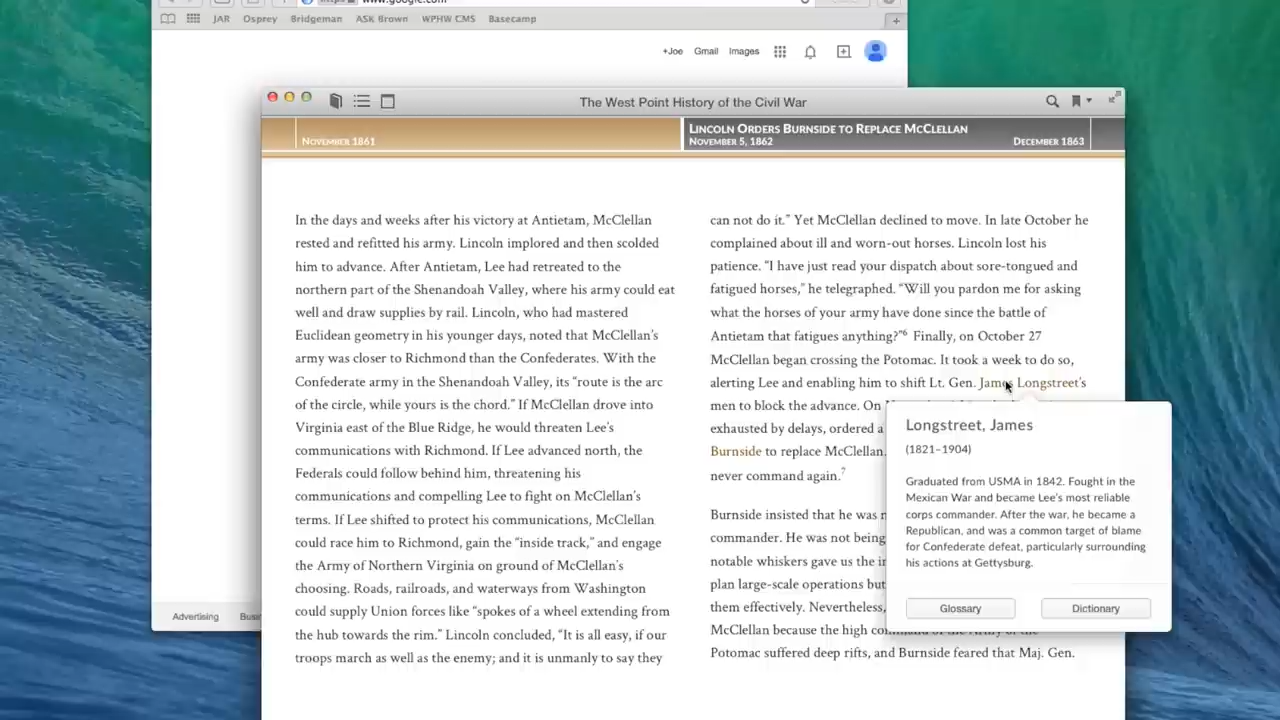 www.google.com
JAR Osprey Bridgeman ASK Brown WPHW CMS Basecamp
+Joe Gmail Images
The West Point History of the Civil War
November 1861
Lincoln Orders Burnside to Replace McClellan
November 5, 1862
December 1863
In the days and weeks after his victory at Antietam, McClellan
rested and refitted his army. Lincoln implored and then scolded
him to advance. After Antietam, Lee had retreated to the
northern part of the Shenandoah Valley, where his army could eat
well and draw supplies by rail. Lincoln, who had mastered
Euclidean geometry in his younger days, noted that McClellan’s
army was closer to Richmond than the Confederates. With the
Confederate army in the Shenandoah Valley, its “route is the arc
of the circle, while yours is the chord.” If McClellan drove into
Virginia east of the Blue Ridge, he would threaten Lee’s
communications with Richmond. If Lee advanced north, the
Federals could follow behind him, threatening his
communications and compelling Lee to fight on McClellan’s
terms. If Lee shifted to protect his communications, McClellan
could race him to Richmond, gain the “inside track,” and engage
the Army of Northern Virginia on ground of McClellan’s
choosing. Roads, railroads, and waterways from Washington
could supply Union forces like “spokes of a wheel extending from
the hub towards the rim.” Lincoln concluded, “It is all easy, if our
troops march as well as the enemy; and it is unmanly to say they
can not do it.” Yet McClellan declined to move. In late October he
complained about ill and worn-out horses. Lincoln lost his
patience. “I have just read your dispatch about sore-tongued and
fatigued horses,” he telegraphed. “Will you pardon me for asking
what the horses of your army have done since the battle of
Antietam that fatigues anything?”6 Finally, on October 27
McClellan began crossing the Potomac. It took a week to do so,
alerting Lee and enabling him to shift Lt. Gen. James Longstreet’s
men to block the advance. On
exhausted by delays, ordered a
Burnside to replace McClellan.
never command again.7
Burnside insisted that he was
commander. He was not being
notable whiskers gave us the
plan large-scale operations but
them effectively. Nevertheless,
McClellan because the high command of the Army of the
Potomac suffered deep rifts, and Burnside feared that Maj. Gen.
Longstreet, James
(1821–1904)
Graduated from USMA in 1842. Fought in the
Mexican War and became Lee’s most reliable
corps commander. After the war, he became a
Republican, and was a common target of blame
for Confederate defeat, particularly surrounding
his actions at Gettysburg.
Glossary Dictionary
Advertising